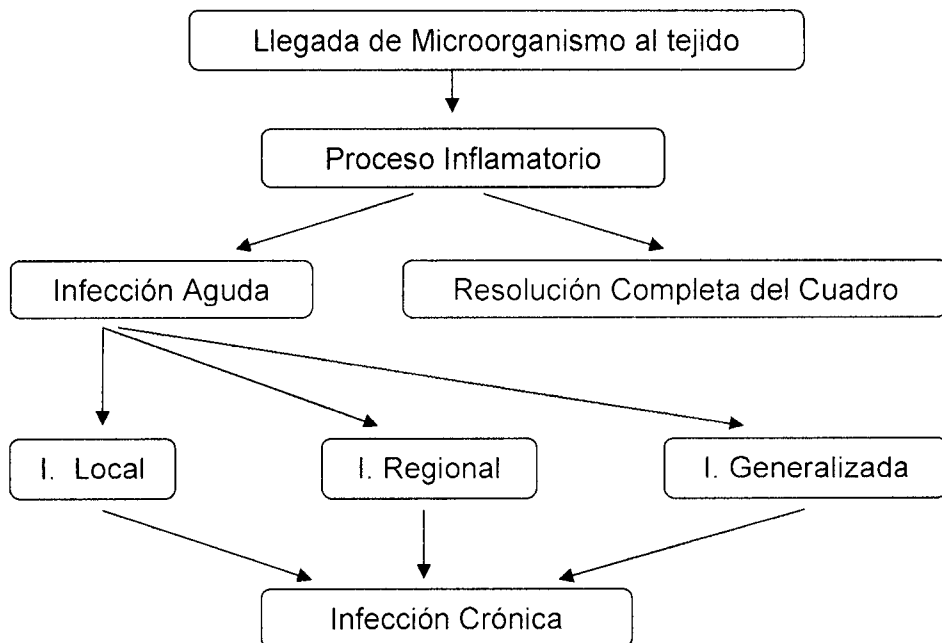 Llegada de Microorganismo al tejido
Proceso Inflamatorio
Infección Aguda
Resolución Completa del Cuadro
I. Local
I. Regional
I. Generalizada
Infección Crónica